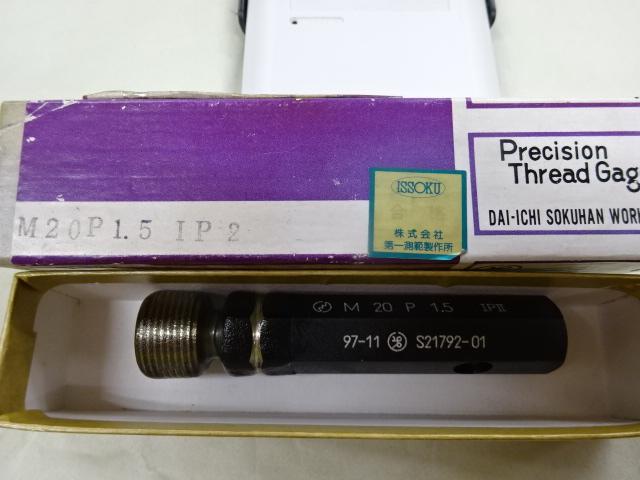 Precision
Thread Gag
DAI-ICHI SOKUHAN WORK
ISSOKU
合
株式会社
第一測範製作所
M20P1.5 IP2
M 20 P 1.5 IPII
97-11 S21792-01